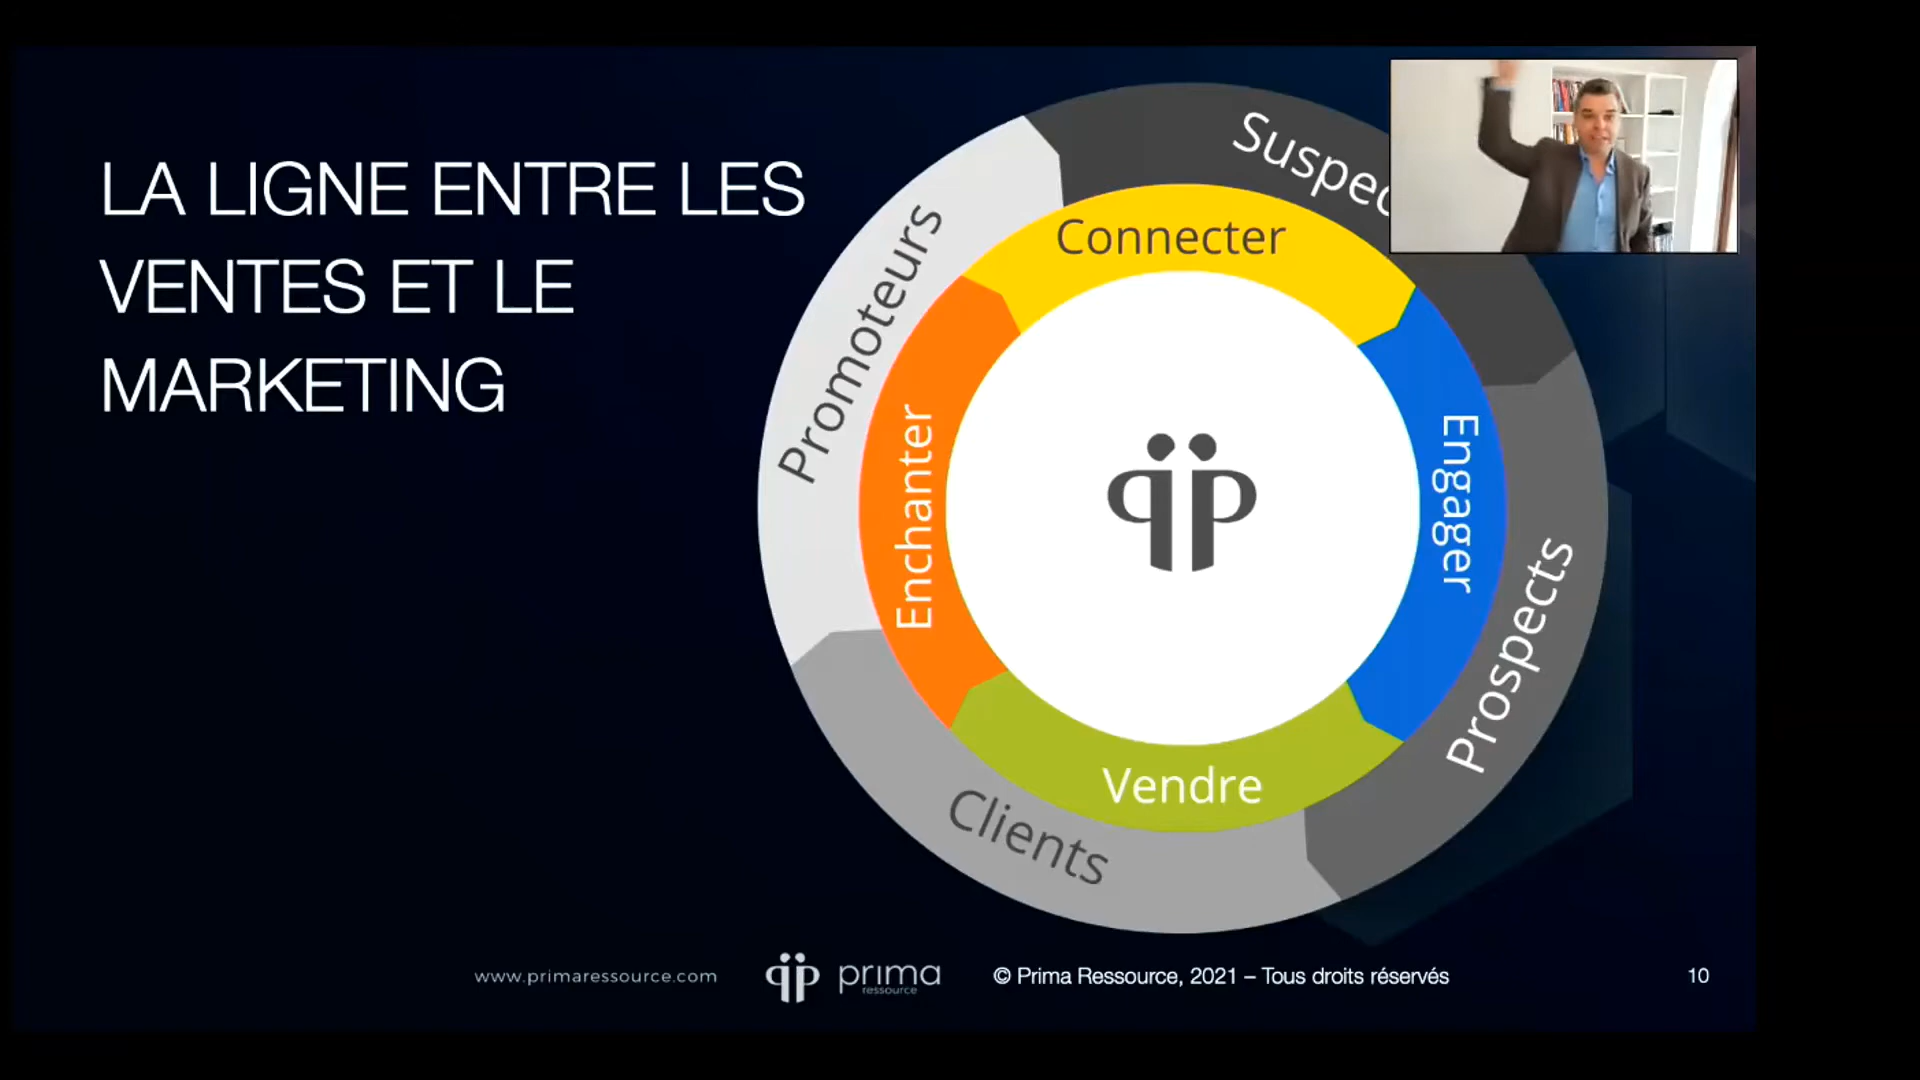 LA LIGNE ENTRE LES
VENTES ET LE
MARKETING
Promoteurs
Connecter
Enchanter
Engager
Prospects
Vendre
Clients
www.primaressource.com
prima
ressource
© Prima Ressource, 2021 – Tous droits réservés
10